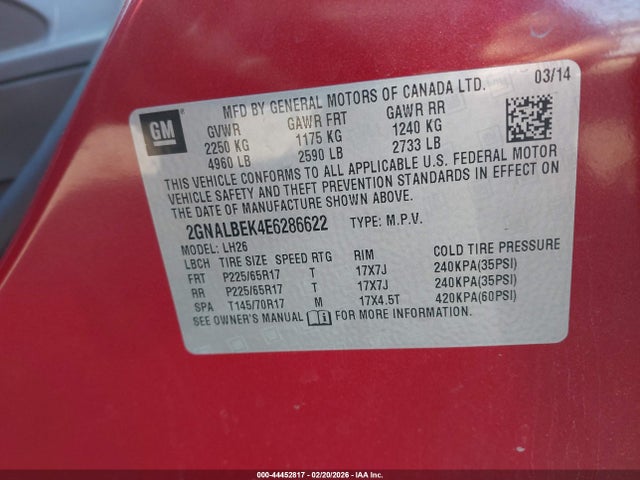 MFD BY GENERAL MOTORS OF CANADA LTD. 03/14
GM
GVWR GAWR FRT GAWR RR
2250 KG 1175 KG 1240 KG
4960 LB 2590 LB 2733 LB
THIS VEHICLE CONFORMS TO ALL APPLICABLE U.S. FEDERAL MOTOR
VEHICLE SAFETY AND THEFT PREVENTION STANDARDS IN EFFECT ON
DATE OF MANUFACTURE SHOWN ABOVE.
2GNALBEK4E6286622 TYPE: M.P.V.
MODEL: LH26
LBCH TIRE SIZE SPEED RTG RIM COLD TIRE PRESSURE
FRT P225/65R17 T 17X7J 240KPA(35PSI)
RR P225/65R17 T 17X7J 240KPA(35PSI)
SPA T145/70R17 M 17X4.5T 420KPA(60PSI)
SEE OWNER'S MANUAL FOR MORE INFORMATION.
000-44452817 - 02/20/2026 - IAA Inc.